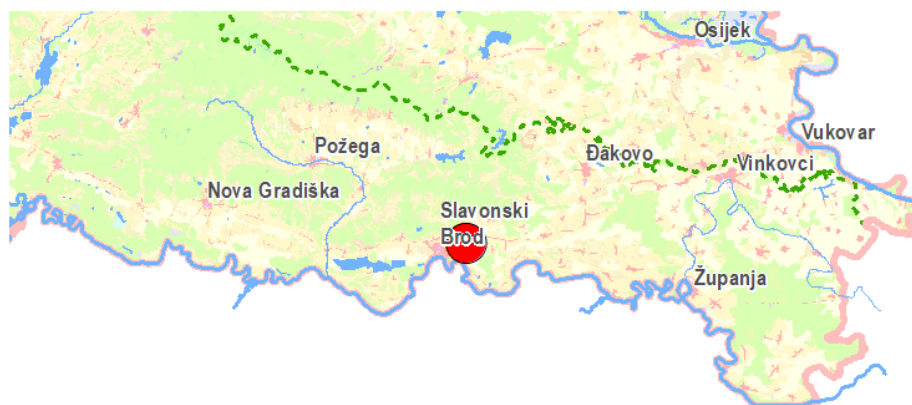 Osijek
Vukovar
Požega
Đakovo
Vinkovci
Nova Gradiška
Slavonski
Brod
Županja